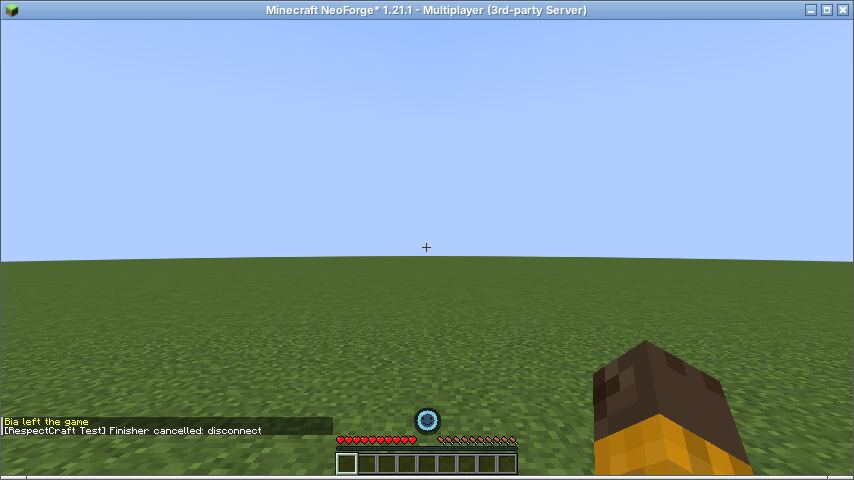 Minecraft NeoForge* 1.21.1 - Multiplayer (3rd-party Server)
Bia left the game
[RespectCraft Test] Finisher cancelled: disconnect